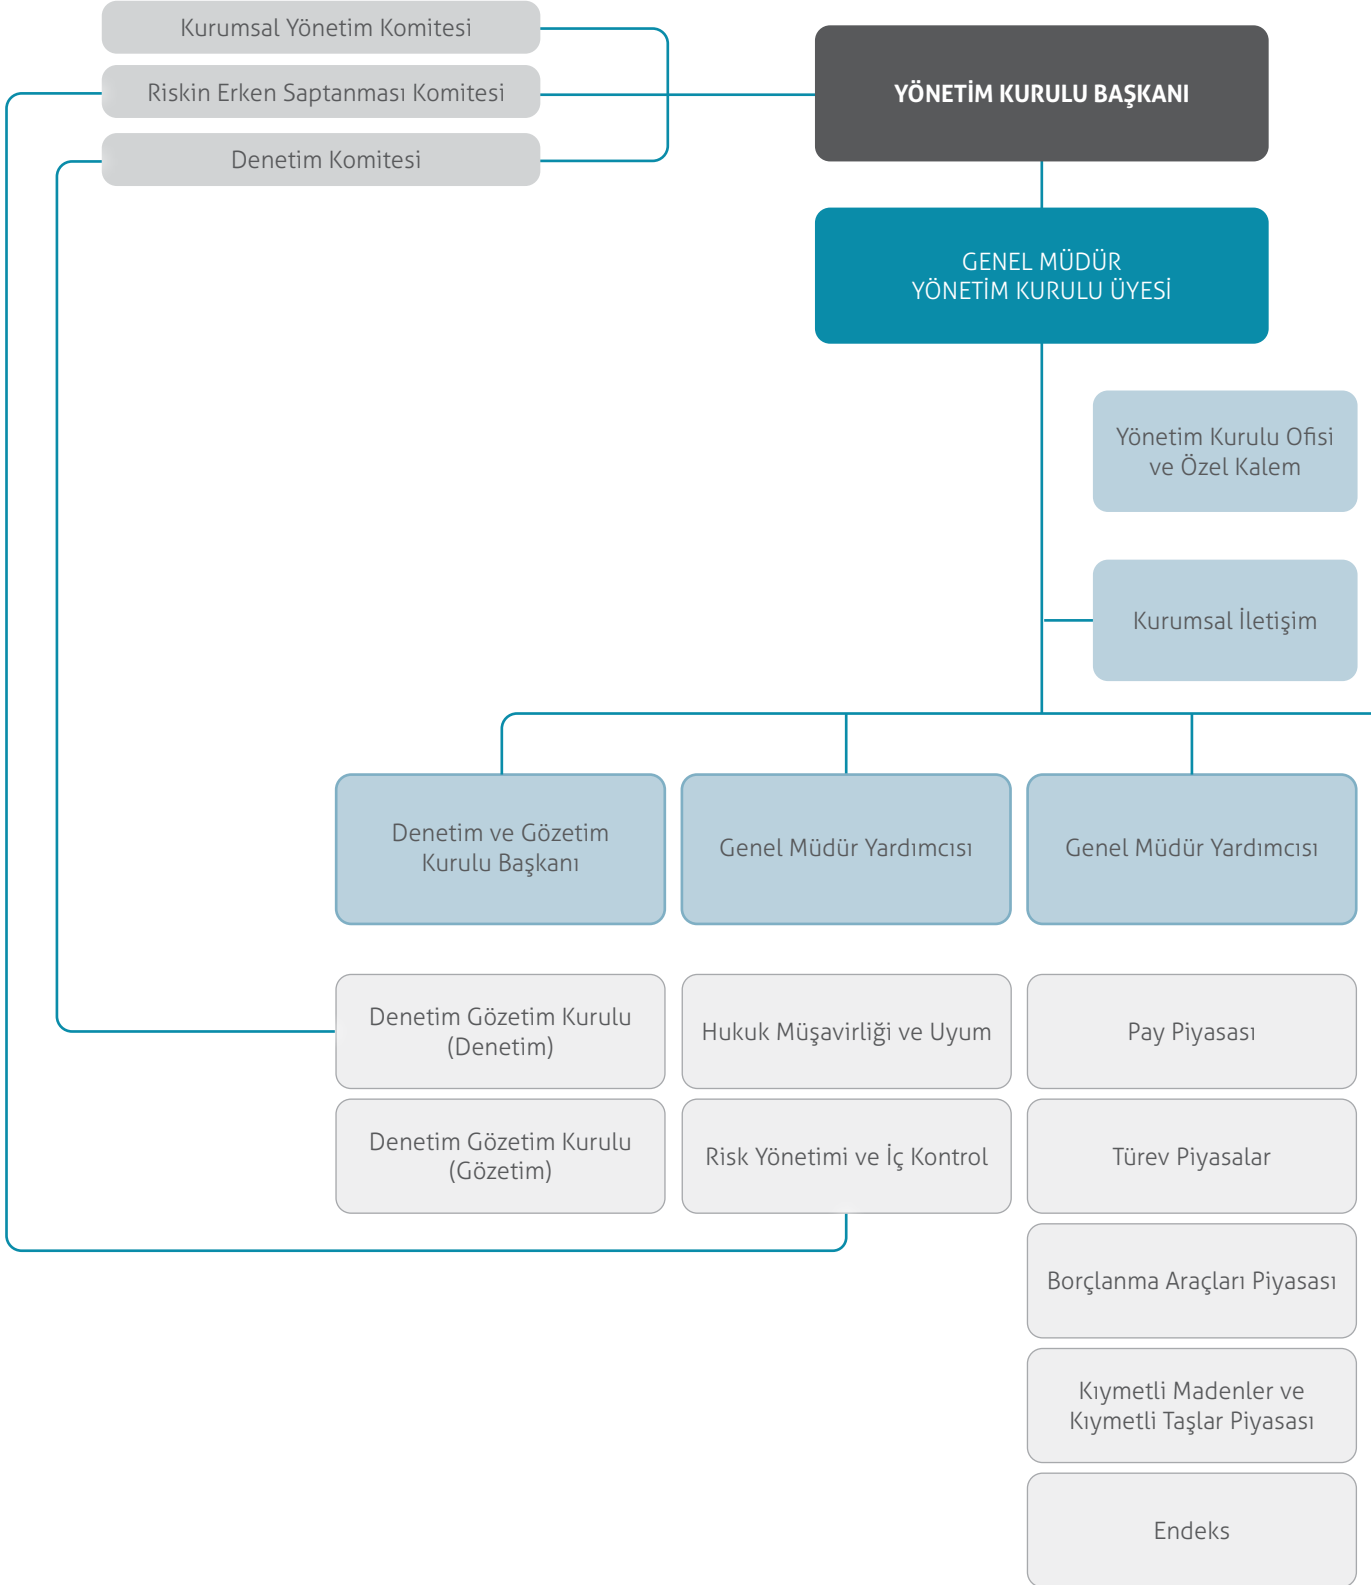 Kurumsal Yönetim Komitesi
Riskin Erken Saptanması Komitesi
Denetim Komitesi
YÖNETİM KURULU BAŞKANI
GENEL MÜDÜR
YÖNETİM KURULU ÜYESİ
Yönetim Kurulu Ofisi
ve Özel Kalem
Kurumsal İletişim
Denetim ve Gözetim
Kurulu Başkanı
Genel Müdür Yardımcısı
Genel Müdür Yardımcısı
Denetim Gözetim Kurulu
(Denetim)
Hukuk Müşavirliği ve Uyum
Pay Piyasası
Denetim Gözetim Kurulu
(Gözetim)
Risk Yönetimi ve İç Kontrol
Türev Piyasalar
Borçlanma Araçları Piyasası
Kıymetli Madenler ve
Kıymetli Taşlar Piyasası
Endeks